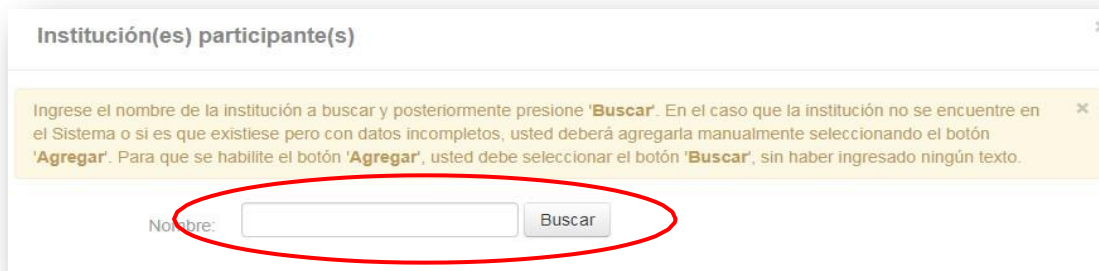 Institución(es) participante(s)
Ingrese el nombre de la institución a buscar y posteriormente presione 'Buscar'. En el caso que la institución no se encuentre en
el Sistema o si es que existiese pero con datos incompletos, usted deberá agregarla manualmente seleccionando el botón
'Agregar'. Para que se habilite el botón 'Agregar', usted debe seleccionar el botón 'Buscar', sin haber ingresado ningún texto.
Nombre: Buscar